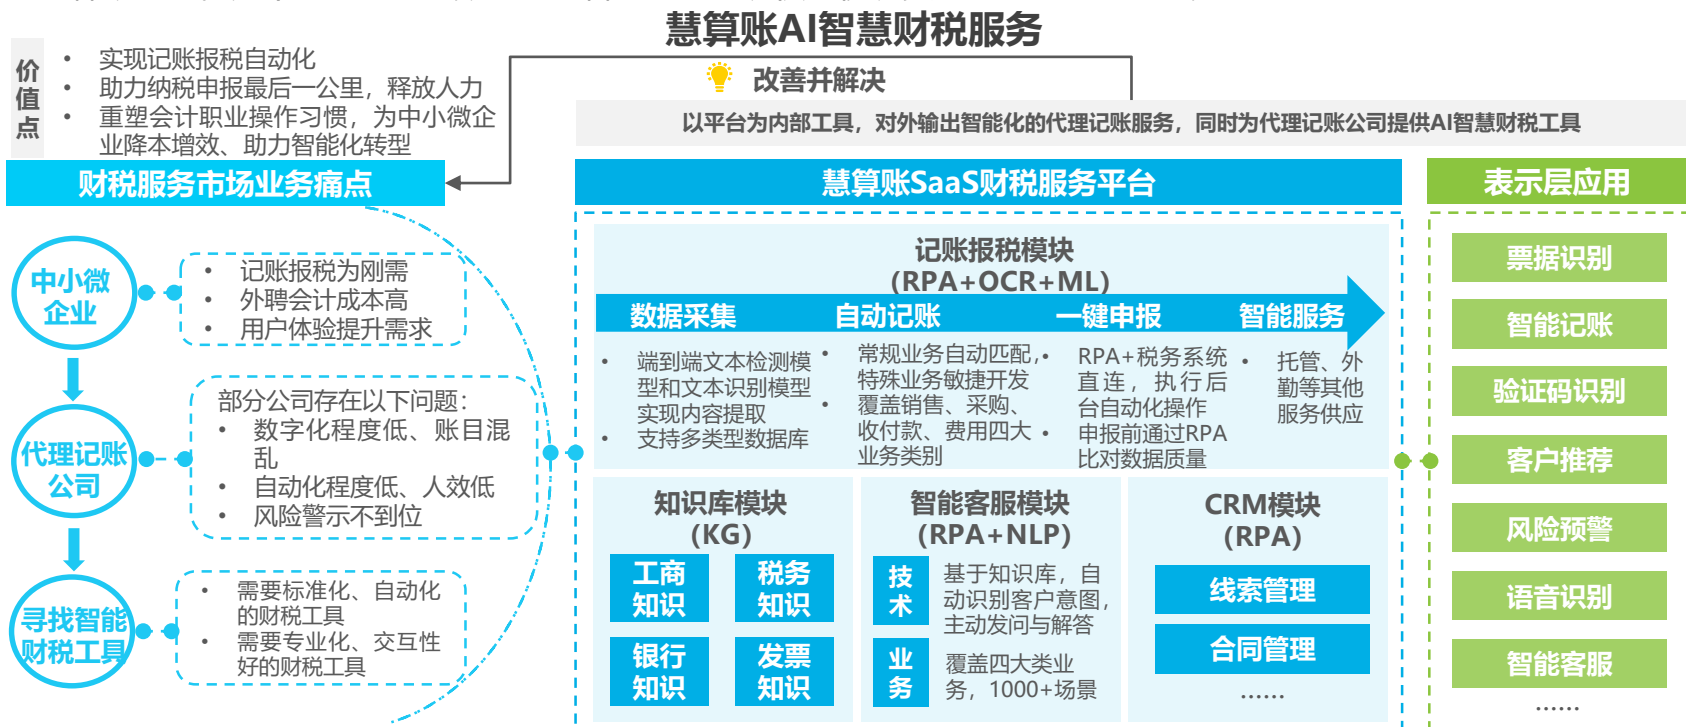 慧算账AI智慧财税服务
价
值
点
• 实现记账报税自动化
• 助力纳税申报最后一公里，释放人力
• 重塑会计职业操作习惯，为中小微企
业降本增效、助力智能化转型
改善并解决
以平台为内部工具，对外输出智能化的代理记账服务，同时为代理记账公司提供AI智慧财税工具
财税服务市场业务痛点
中小微
企业
• 记账报税为刚需
• 外聘会计成本高
• 用户体验提升需求
代理记账
公司
部分公司存在以下问题：
• 数字化程度低、账目混
乱
• 自动化程度低、人效低
• 风险警示不到位
寻找智能
财税工具
• 需要标准化、自动化
的财税工具
• 需要专业化、交互性
好的财税工具
慧算账SaaS财税服务平台
记账报税模块
(RPA+OCR+ML)
数据采集
自动记账
一键申报
智能服务
• 端到端文本检测模
型和文本识别模型
实现内容提取
• 支持多类型数据库
• 常规业务自动匹配，
特殊业务敏捷开发
• 覆盖销售、采购、
收付款、费用四大
业务类别
• RPA+税务系统
直连，执行后
台自动化操作
• 申报前通过RPA
比对数据质量
• 托管、外
勤等其他
服务供应
知识库模块
(KG)
工商
知识
税务
知识
银行
知识
发票
知识
智能客服模块
(RPA+NLP)
技
术
基于知识库，自
动识别客户意图，
主动发问与解答
业
务
覆盖四大类业
务，1000+场景
CRM模块
(RPA)
线索管理
合同管理
……
表示层应用
票据识别
智能记账
验证码识别
客户推荐
风险预警
语音识别
智能客服
……